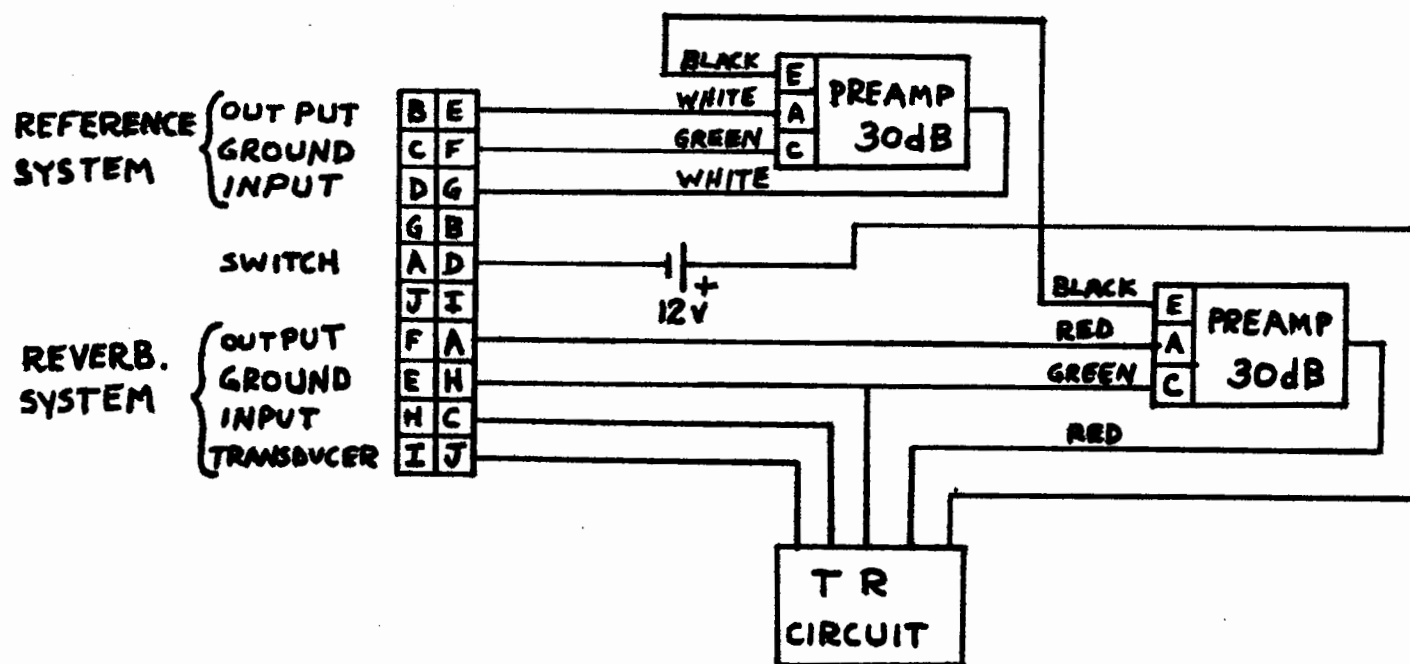 REFERENCE SYSTEM
OUT PUT
GROUND
INPUT
SWITCH
REVERB. SYSTEM
OUTPUT
GROUND
INPUT
TRANSDUCER
B E
C F
D G
G B
A D
J I
F A
E H
H C
I J
BLACK
WHITE
GREEN
WHITE
E
A
C
PREAMP
30dB
+
12V
BLACK
RED
GREEN
RED
E
A
C
PREAMP
30dB
T R
CIRCUIT